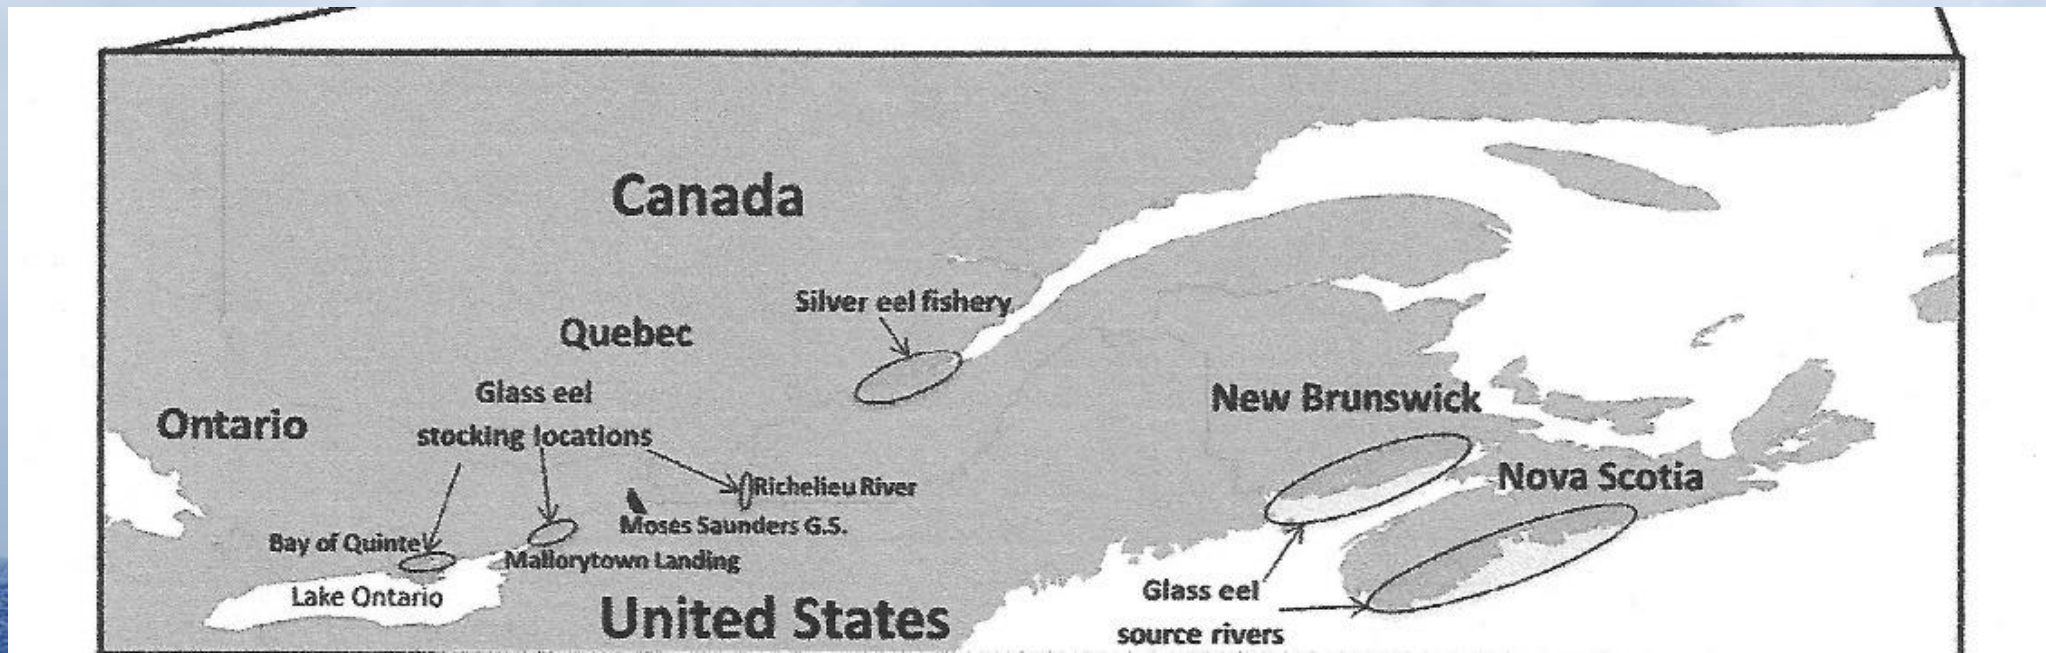 Canada
Silver eel fishery
Quebec
Glass eel
stocking locations
Ontario
New Brunswick
Nova Scotia
Richelieu River
Moses Saunders G.S.
Bay of Quinte
Mallorytown Landing
Lake Ontario
United States
Glass eel
source rivers